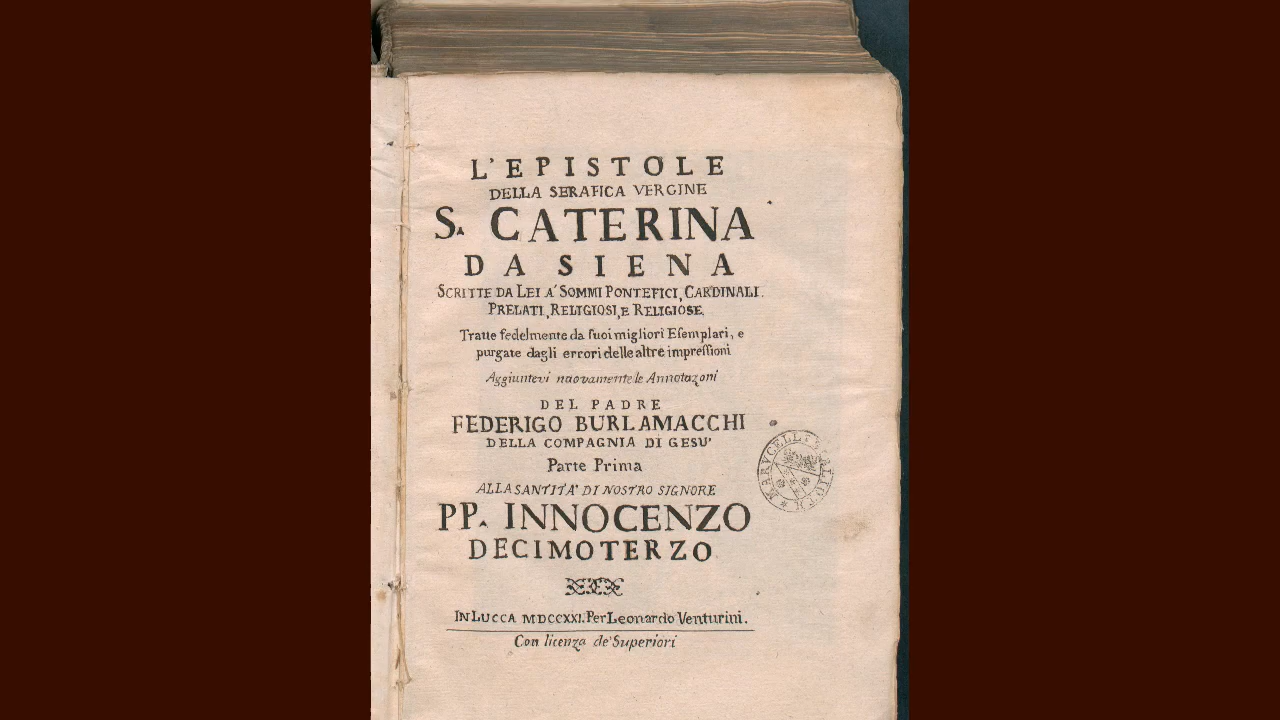 L'EPISTOLE
DELLA SERAFICA VERGINE
S. CATERINA
DA SIENA
SCRITTE DA LEI A' SOMMI PONTEFICI, CARDINALI.
PRELATI, RELIGIOSI, E RELIGIOSE.
Tratte fedelmente da suoi migliori Esemplari, e
purgate dagli errori delle altre impressioni
Aggiuntevi nuovamente le Annotazoni
DEL PADRE
FEDERIGO BURLAMACCHI
DELLA COMPAGNIA DI GESU'
Parte Prima
ALLA SANTITA' DI NOSTRO SIGNORE
PP. INNOCENZO
DECIMOTERZO
IN LUCCA MDCCXXI. Per Leonardo Venturini.
Con licenza de' Superiori